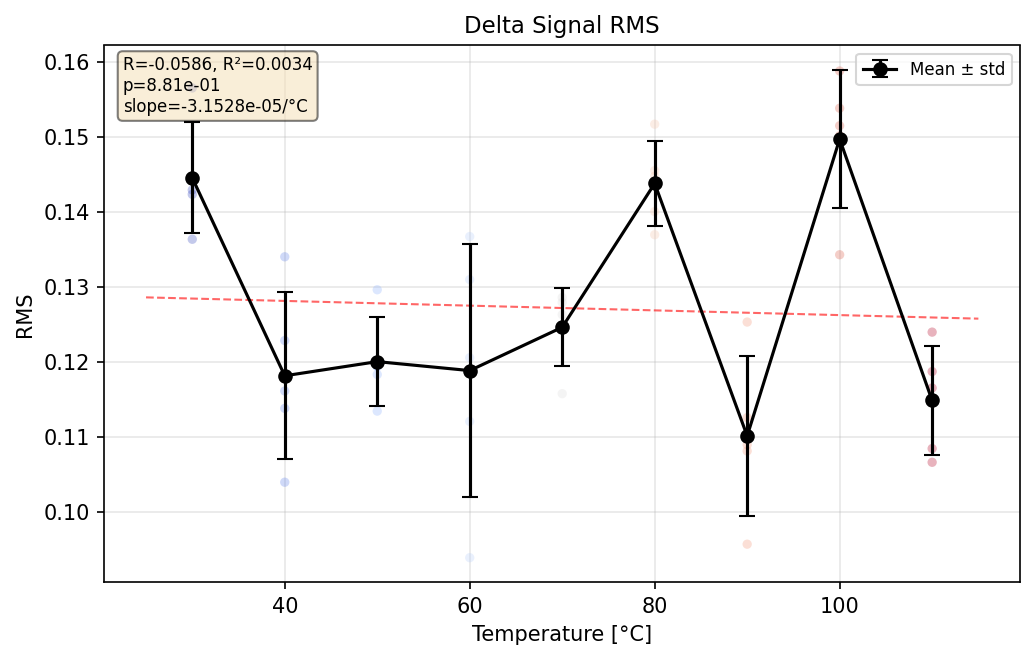 Delta Signal RMS
R=-0.0586, R²=0.0034
p=8.81e-01
slope=-3.1528e-05/°C
Mean ± std
0.16
0.15
0.14
0.13
0.12
0.11
0.10
RMS
40
60
80
100
Temperature [°C]